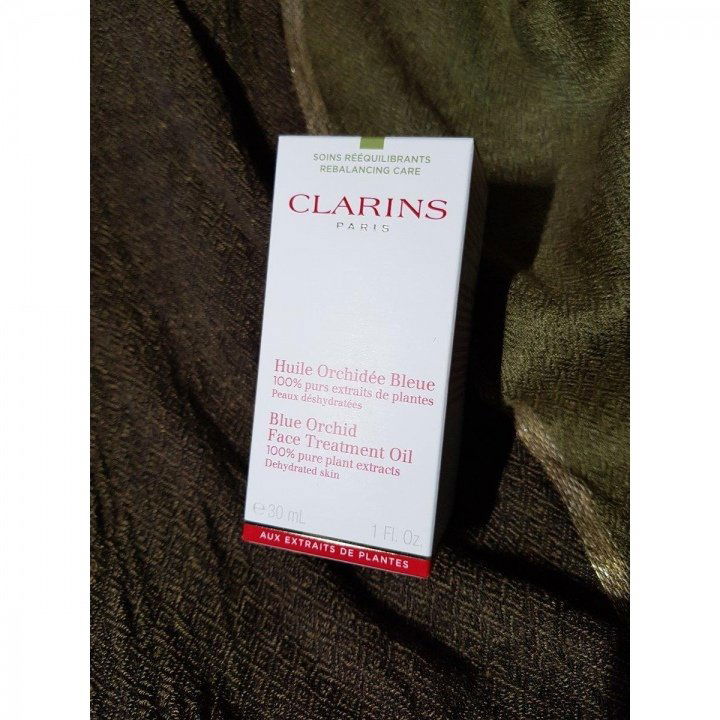 SOINS RÉÉQUILIBRANTS
REBALANCING CARE
CLARINS
PARIS
Huile Orchidée Bleue
100% purs extraits de plantes
Peaux déshydratées
Blue Orchid
Face Treatment Oil
100% pure plant extracts
Dehydrated skin
℮ 30 mL 1 Fl. Oz.
AUX EXTRAITS DE PLANTES